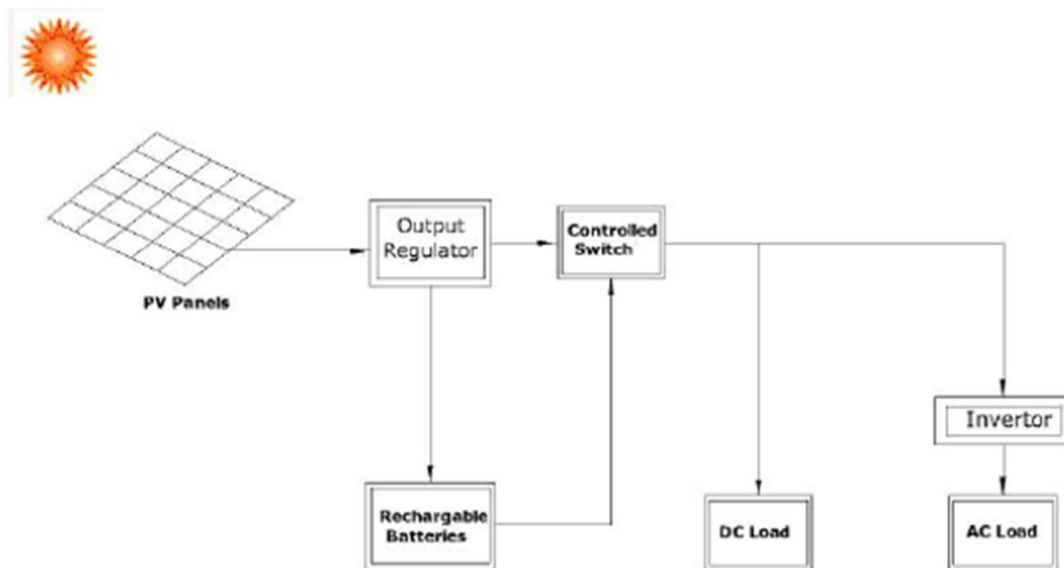 Output
Regulator
Controlled
Switch
PV Panels
Invertor
Rechargable
Batteries
DC Load
AC Load